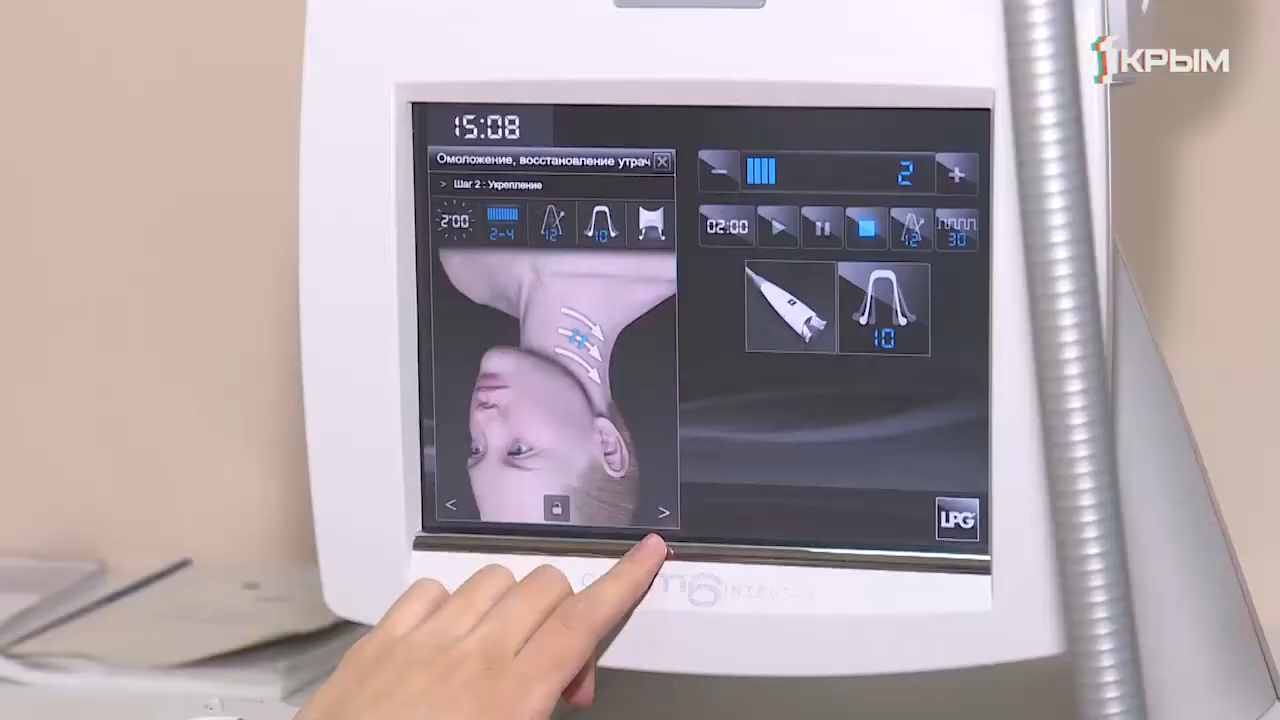 1КРЫМ
15:08
Омоложение, восстановление утрач
> Шаг 2 : Укрепление
2'00
2-4
12
10
2
02:00
12
30
10
LPG
m6